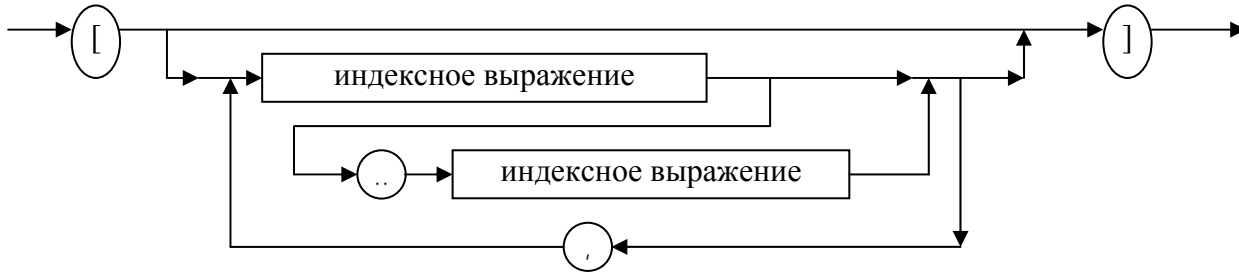 [ ]
индексное выражение
.. индексное выражение
,